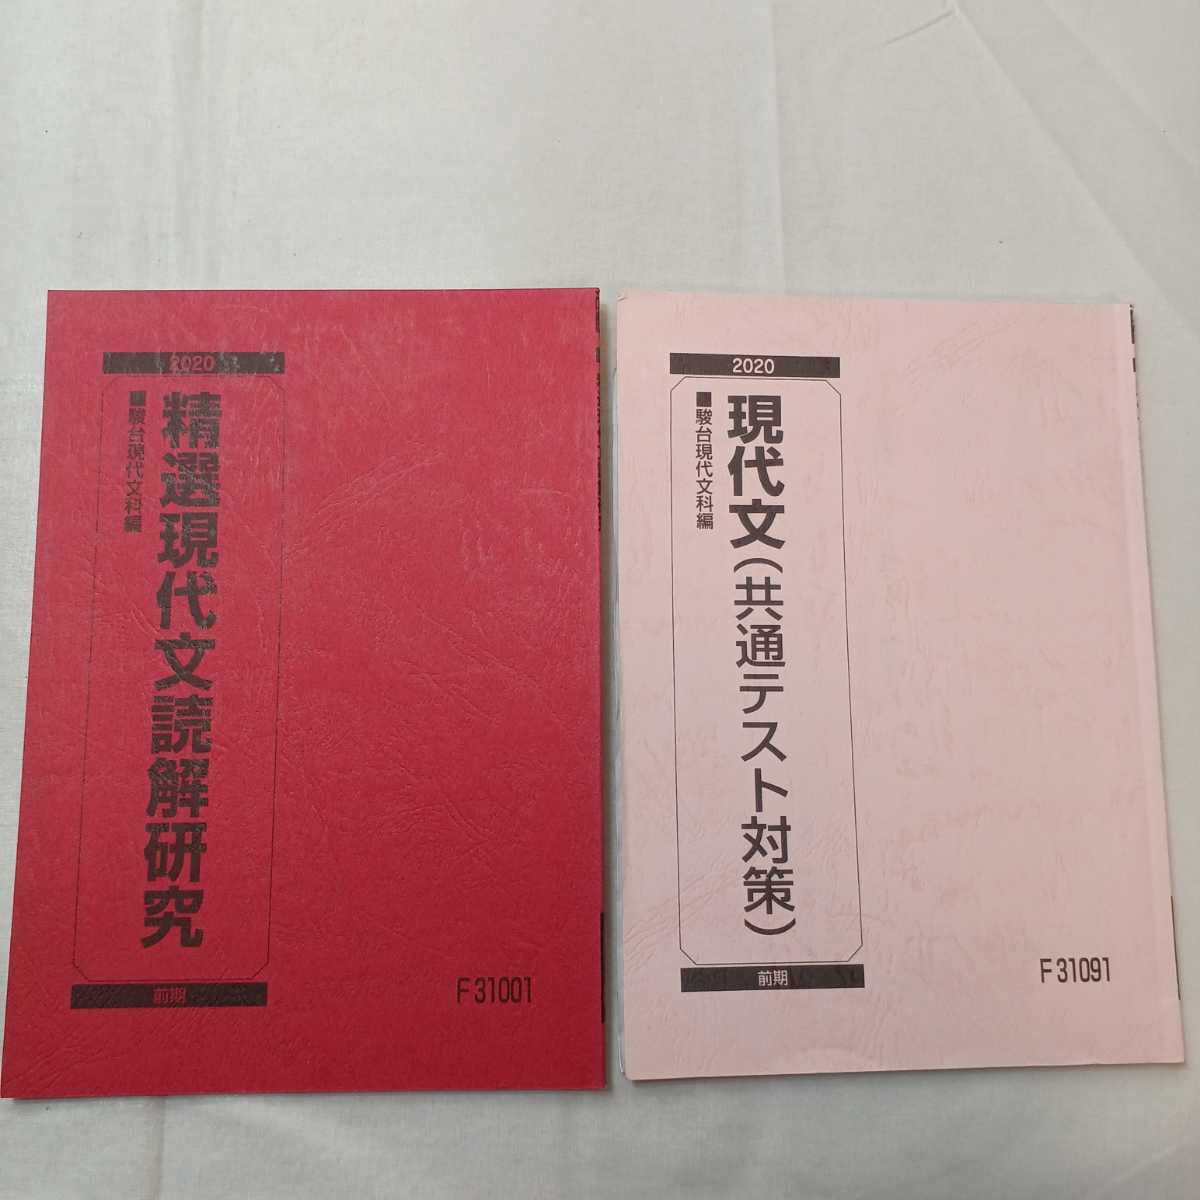 2020
精選現代文読解研究
■駿台現代文科編
前期
F31001
2020
現代文(共通テスト対策)
■駿台現代文科編
前期
F31091